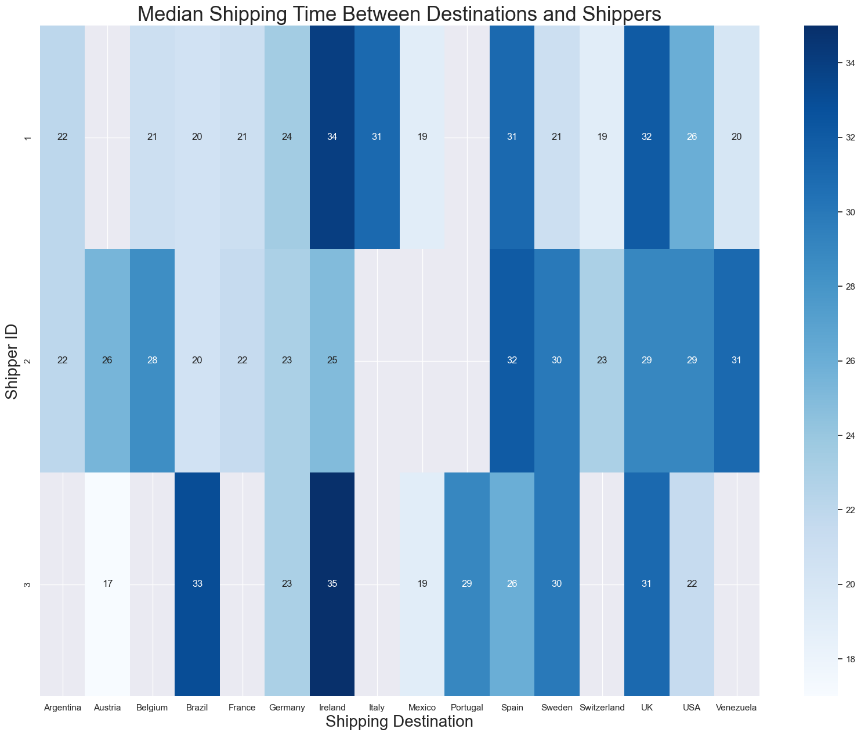 Median Shipping Time Between Destinations and Shippers
34
32
30
28
26
24
22
20
18
Shipper ID
1
22 21 20 21 24 34 31 19 31 21 19 32 26 20
2
22 26 28 20 22 23 25 32 30 23 29 29 31
3
17 33 23 35 19 29 26 30 31 22
Argentina Austria Belgium Brazil France Germany Ireland Italy Mexico Portugal Spain Sweden Switzerland UK USA Venezuela
Shipping Destination